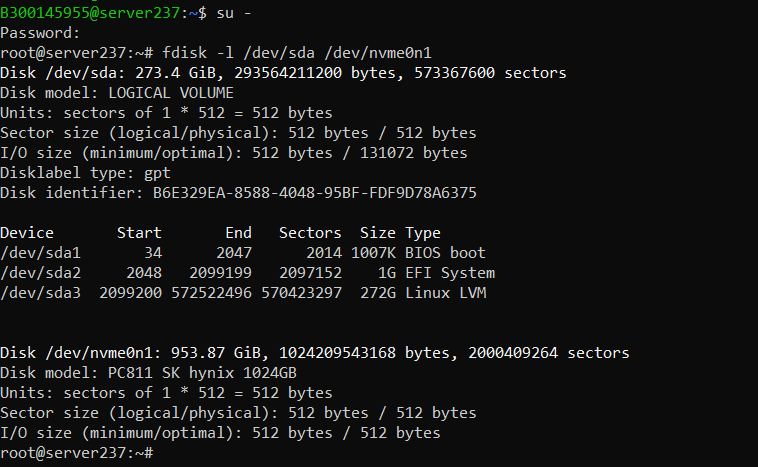 B300145955@server237:~$ su -
Password:
root@server237:~# fdisk -l /dev/sda /dev/nvme0n1
Disk /dev/sda: 273.4 GiB, 293564211200 bytes, 573367600 sectors
Disk model: LOGICAL VOLUME
Units: sectors of 1 * 512 = 512 bytes
Sector size (logical/physical): 512 bytes / 512 bytes
I/O size (minimum/optimal): 512 bytes / 131072 bytes
Disklabel type: gpt
Disk identifier: B6E329EA-8588-4048-95BF-FDF9D78A6375
Device       Start       End   Sectors  Size Type
/dev/sda1       34      2047      2014 1007K BIOS boot
/dev/sda2     2048   2099199   2097152    1G EFI System
/dev/sda3  2099200 572522496 570423297  272G Linux LVM
Disk /dev/nvme0n1: 953.87 GiB, 1024209543168 bytes, 2000409264 sectors
Disk model: PC811 SK hynix 1024GB
Units: sectors of 1 * 512 = 512 bytes
Sector size (logical/physical): 512 bytes / 512 bytes
I/O size (minimum/optimal): 512 bytes / 512 bytes
root@server237:~#